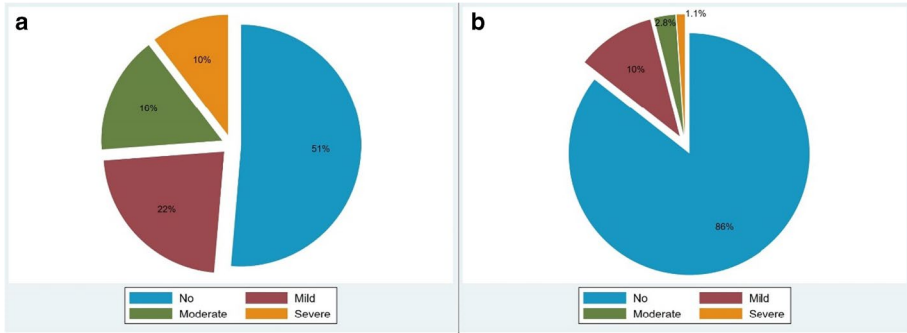 a
10%
16%
51%
22%
No
Mild
Moderate
Severe
b
1.1%
2.8%
10%
86%
No
Mild
Moderate
Severe